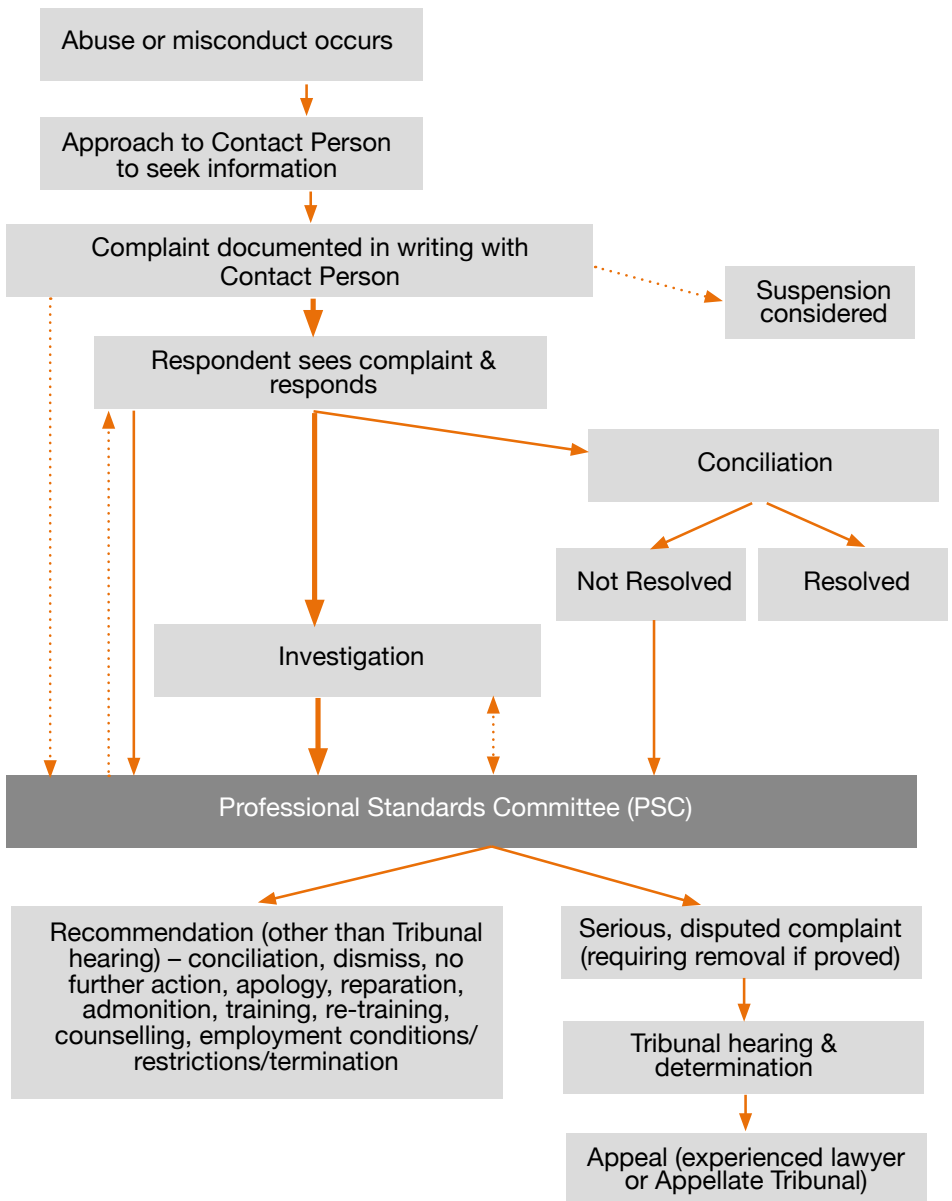 Abuse or misconduct occurs
Approach to Contact Person
to seek information
Complaint documented in writing with
Contact Person
Suspension
considered
Respondent sees complaint &
responds
Conciliation
Not Resolved
Resolved
Investigation
Professional Standards Committee (PSC)
Recommendation (other than Tribunal
hearing) – conciliation, dismiss, no
further action, apology, reparation,
admonition, training, re-training,
counselling, employment conditions/
restrictions/termination
Serious, disputed complaint
(requiring removal if proved)
Tribunal hearing &
determination
Appeal (experienced lawyer
or Appellate Tribunal)